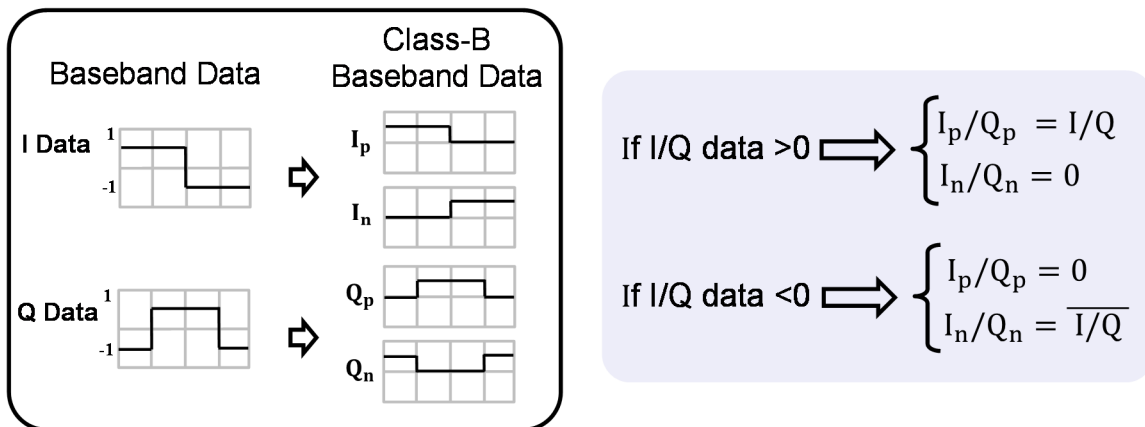 Baseband Data
Class-B
Baseband Data
I Data
1
-1
Iₚ
Iₙ
Q Data
1
-1
Qₚ
Qₙ
If I/Q data >0
Iₚ/Qₚ = I/Q
Iₙ/Qₙ = 0
If I/Q data <0
Iₚ/Qₚ = 0
Iₙ/Qₙ = I̅/̅Q̅